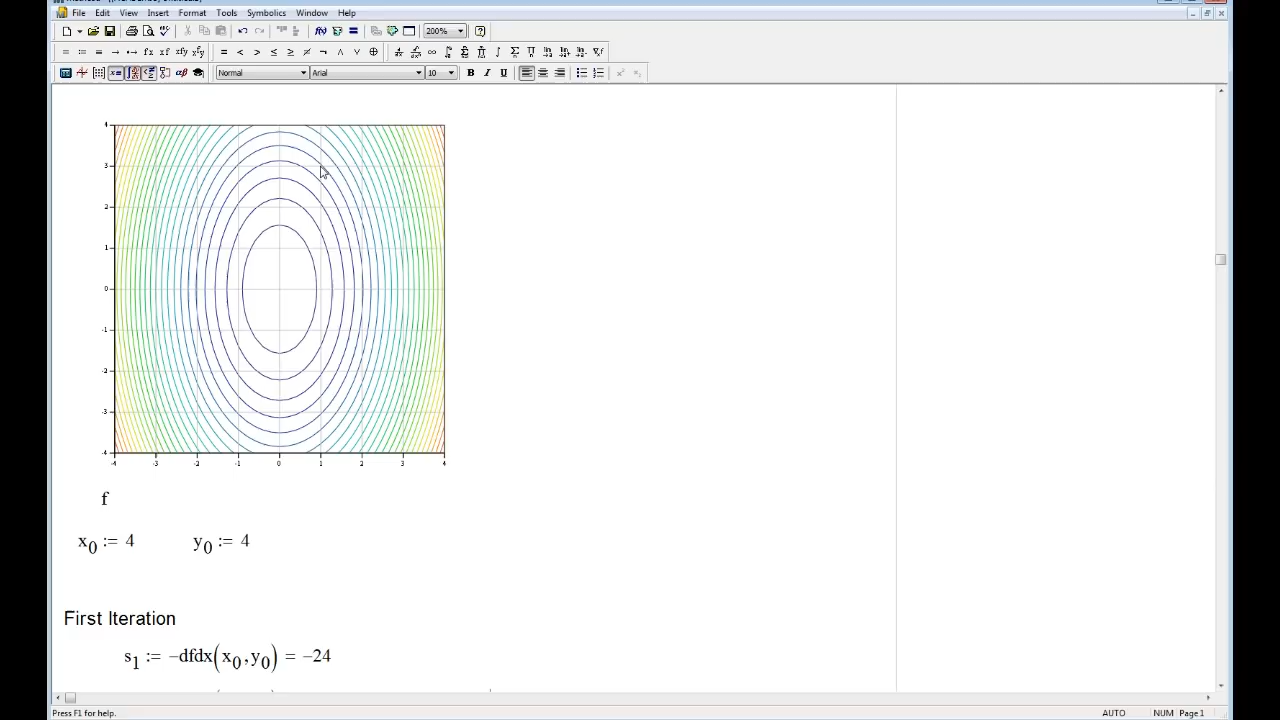 File Edit View Insert Format Tools Symbolics Window Help
200%
Normal Arial 10 B I U
4
3
2
1
0
-1
-2
-3
-4
-4 -3 -2 -1 0 1 2 3 4
f
x0 := 4 y0 := 4
First Iteration
s1 := −dfdx(x0,y0) = −24
Press F1 for help. AUTO NUM Page 1